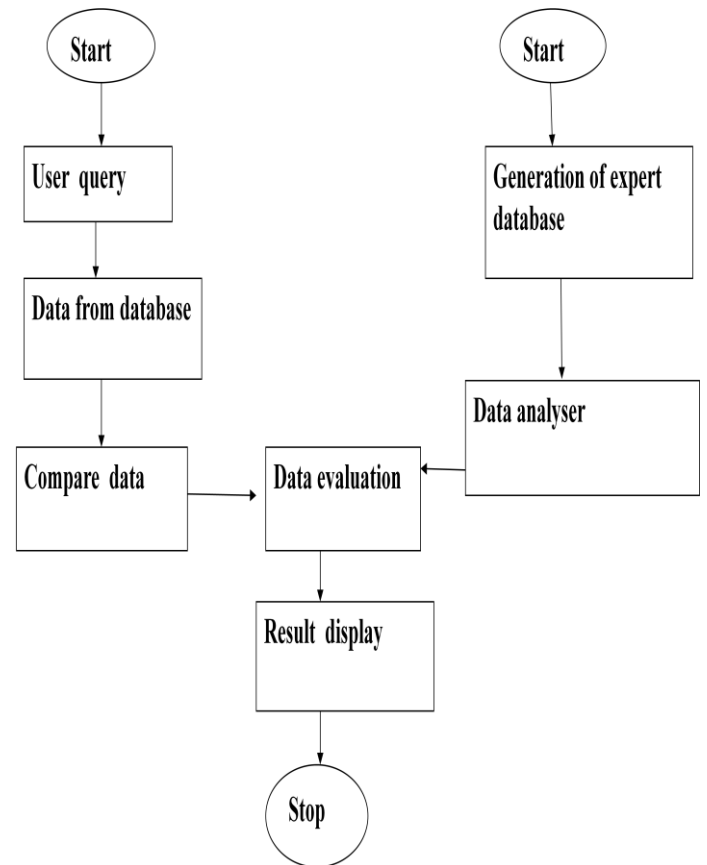 Start
Start
User query
Generation of expert
database
Data from database
Data analyser
Compare data
Data evaluation
Result display
Stop